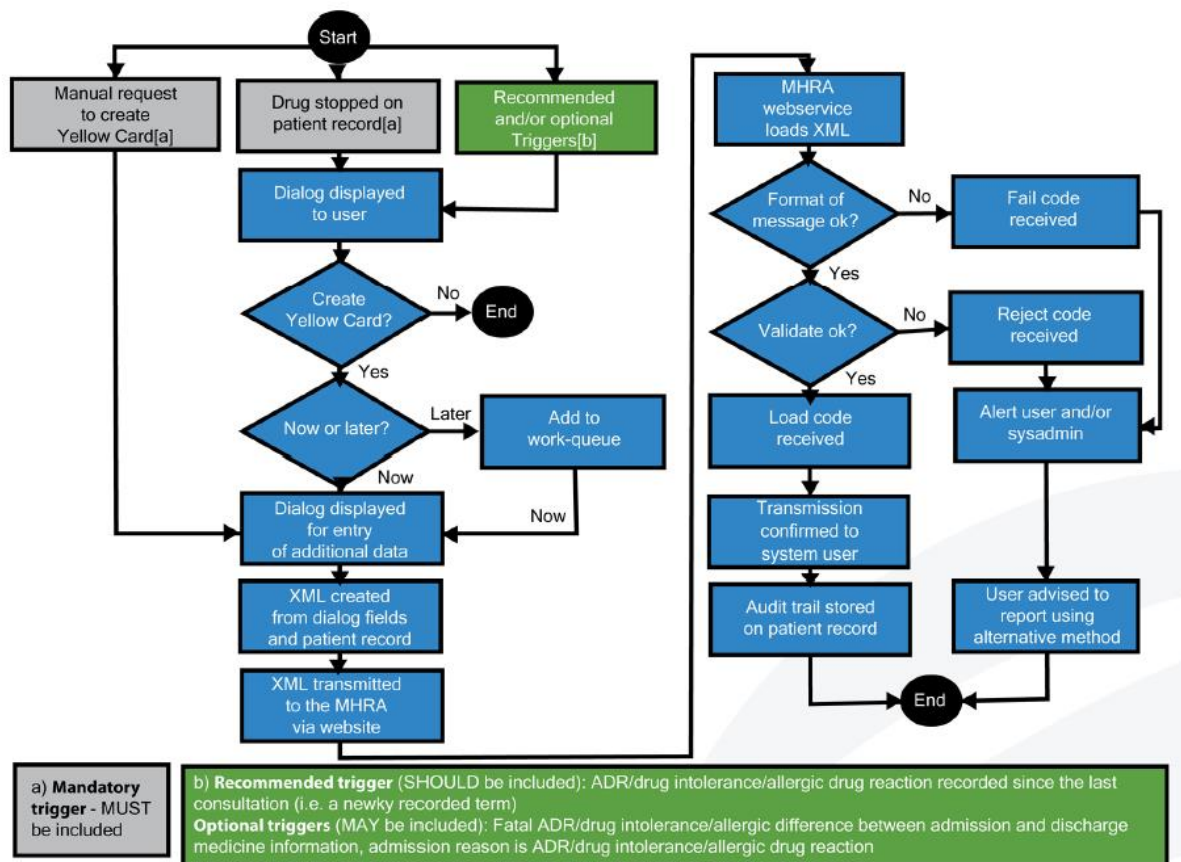 Start
Manual request
to create
Yellow Card[a]
Drug stopped on
patient record[a]
Recommended
and/or optional
Triggers[b]
Dialog displayed
to user
Create
Yellow Card?
No
End
Yes
Now or later?
Later
Add to
work-queue
Now
Now
Dialog displayed
for entry
of additional data
XML created
from dialog fields
and patient record
XML transmitted
to the MHRA
via website
MHRA
webservice
loads XML
Format of
message ok?
No
Fail code
received
Yes
Validate ok?
No
Reject code
received
Yes
Load code
received
Alert user and/or
sysadmin
Transmission
confirmed to
system user
Audit trail stored
on patient record
User advised to
report using
alternative method
End
a) Mandatory
trigger - MUST
be included
b) Recommended trigger (SHOULD be included): ADR/drug intolerance/allergic drug reaction recorded since the last
consultation (i.e. a newky recorded term)
Optional triggers (MAY be included): Fatal ADR/drug intolerance/allergic difference between admission and discharge
medicine information, admission reason is ADR/drug intolerance/allergic drug reaction